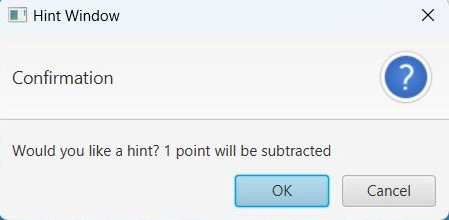 Hint Window
Confirmation
?
Would you like a hint? 1 point will be subtracted
OK
Cancel